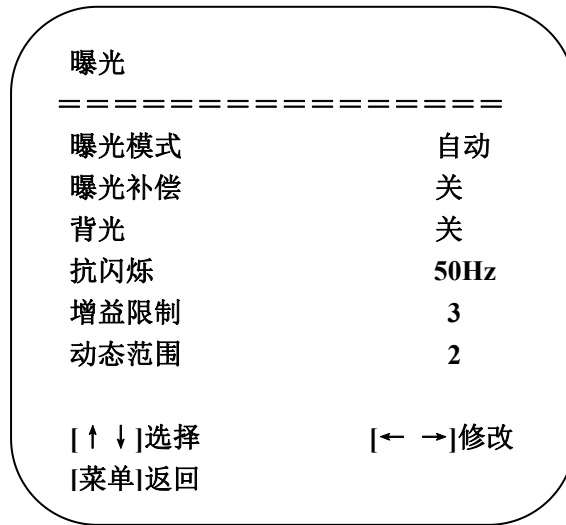 曝光
================
曝光模式 自动
曝光补偿 关
背光 关
抗闪烁 50Hz
增益限制 3
动态范围 2
[↑ ↓]选择 [← →]修改
[菜单]返回